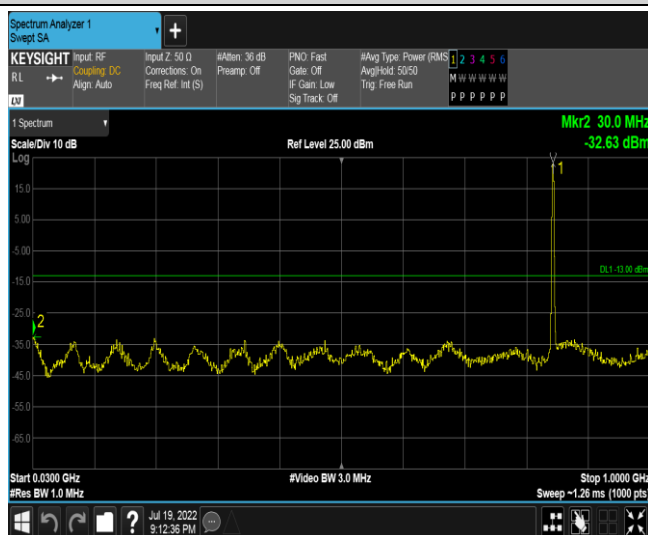 Spectrum Analyzer 1
Swept SA
+
KEYSIGHT
RL
Input: RF
Coupling: DC
Align: Auto
Input Z: 50 Ω
Corrections: On
Freq Ref: Int (S)
#Atten: 36 dB
Preamp: Off
PNO: Fast
Gate: Off
IF Gain: Low
Sig Track: Off
#Avg Type: Power (RMS
Avg|Hold: 50/50
Trig: Free Run
1 2 3 4 5 6
M W W W W W
P P P P P P
LXI
1 Spectrum
Mkr2 30.0 MHz
Scale/Div 10 dB
Ref Level 25.00 dBm
-32.63 dBm
Log
1
15.0
5.00
-5.00
DL1 -13.00 dBm
-15.0
-25.0
2
-35.0
-45.0
-55.0
-65.0
Start 0.0300 GHz
#Video BW 3.0 MHz
Stop 1.0000 GHz
#Res BW 1.0 MHz
Sweep ~1.26 ms (1000 pts)
?
Jul 19, 2022
9:12:36 PM